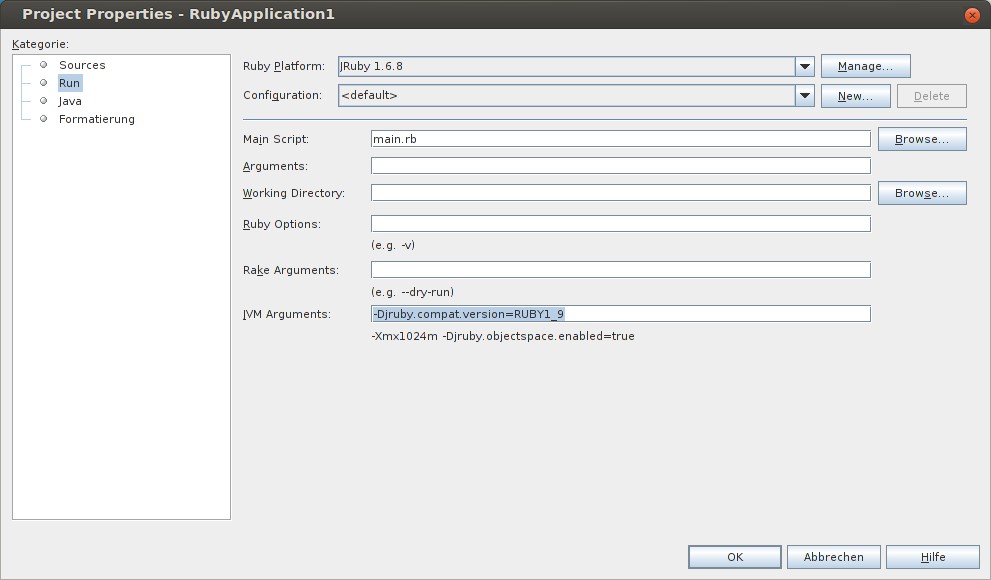 Project Properties - RubyApplication1
Kategorie:
Sources
Run
Java
Formatierung
Ruby Platform: JRuby 1.6.8 Manage...
Configuration: <default> New... Delete
Main Script: main.rb Browse...
Arguments:
Working Directory: Browse...
Ruby Options:
(e.g. -v)
Rake Arguments:
(e.g. --dry-run)
JVM Arguments: -Djruby.compat.version=RUBY1_9
-Xmx1024m -Djruby.objectspace.enabled=true
OK Abbrechen Hilfe